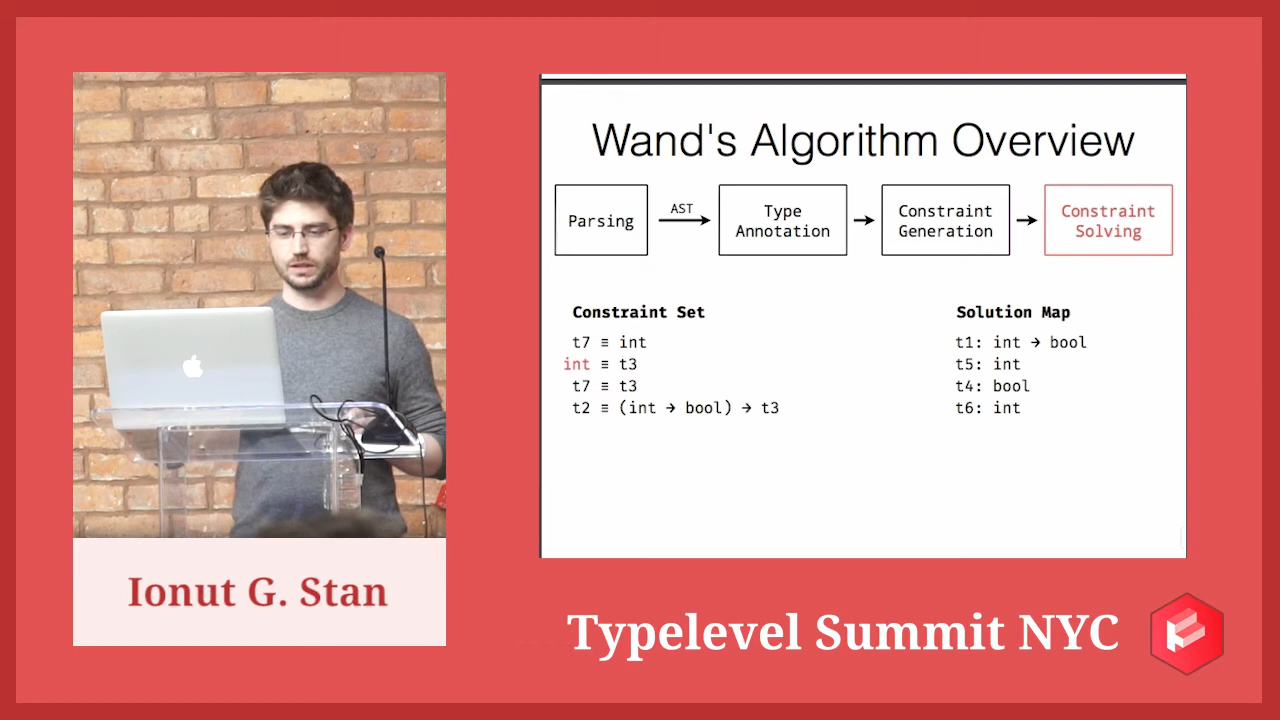 Wand's Algorithm Overview
Parsing
AST
Type
Annotation
Constraint
Generation
Constraint
Solving
Constraint Set
t7 ≡ int
int ≡ t3
t7 ≡ t3
t2 ≡ (int → bool) → t3
Solution Map
t1: int → bool
t5: int
t4: bool
t6: int
Ionut G. Stan
Typelevel Summit NYC